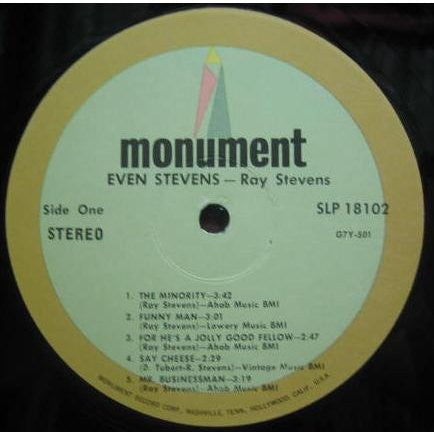 monument
EVEN STEVENS — Ray Stevens
Side One
SLP 18102
STEREO
G7Y-501
1. THE MINORITY—3:42
(Ray Stevens)—Ahab Music BMI
2. FUNNY MAN—3:01
(Ray Stevens)—Lowery Music BMI
3. FOR HE'S A JOLLY GOOD FELLOW—2:47
(Ray Stevens)—Ahab Music BMI
4. SAY CHEESE—2:29
(D. Tubert-R. Stevens)—Vintage Music BMI
5. MR. BUSINESSMAN—3:19
(Ray Stevens)—Ahab Music BMI
MONUMENT RECORD CORP. NASHVILLE, TENN. HOLLYWOOD, CALIF., U.S.A.